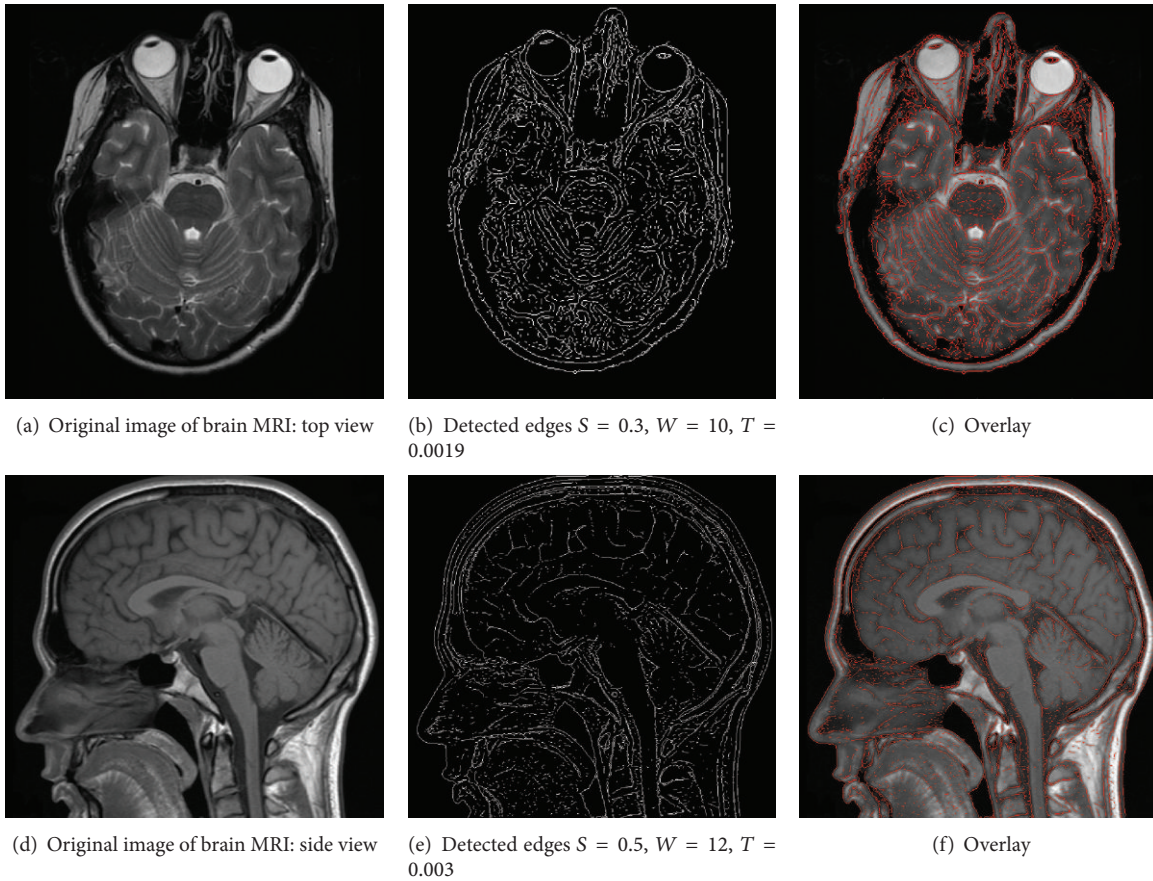 (a) Original image of brain MRI: top view
(b) Detected edges S = 0.3, W = 10, T =
0.0019
(c) Overlay
(d) Original image of brain MRI: side view
(e) Detected edges S = 0.5, W = 12, T =
0.003
(f) Overlay